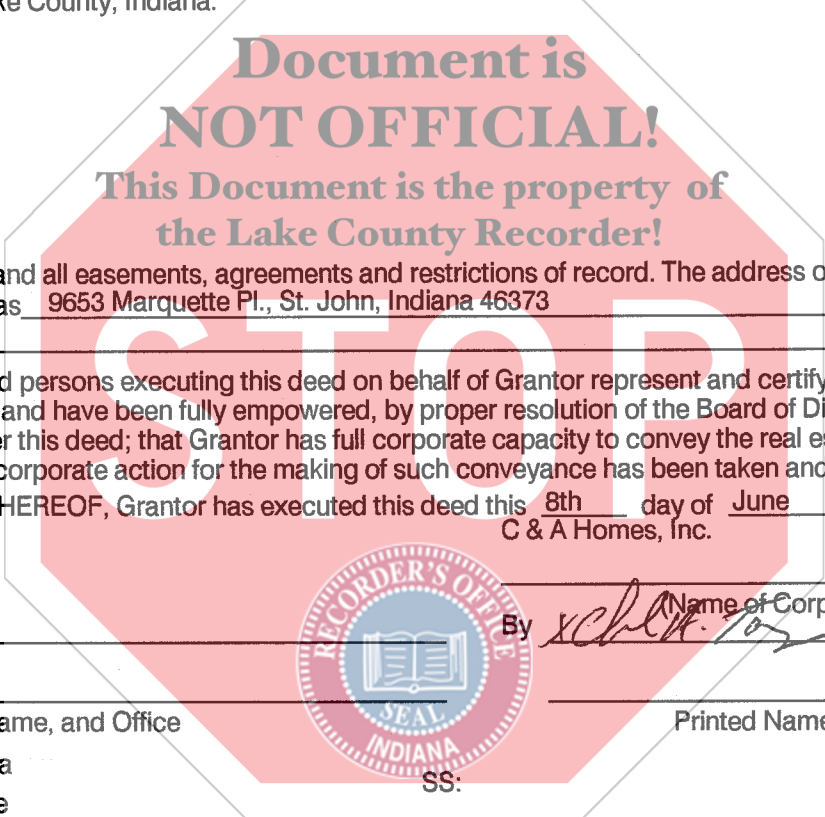 ke County, Indiana.
Document is
NOT OFFICIAL!
This Document is the property of
the Lake County Recorder!
and all easements, agreements and restrictions of record. The address o
as 9653 Marquette Pl., St. John, Indiana 46373
STOP
d persons executing this deed on behalf of Grantor represent and certify
and have been fully empowered, by proper resolution of the Board of Di
r this deed; that Grantor has full corporate capacity to convey the real es
corporate action for the making of such conveyance has been taken and
HEREOF, Grantor has executed this deed this 8th day of June
C & A Homes, Inc.
RECORDER'S OFFICE
(Name of Corp
By
SEAL
INDIANA
ame, and Office Printed Name
a
SS:
e